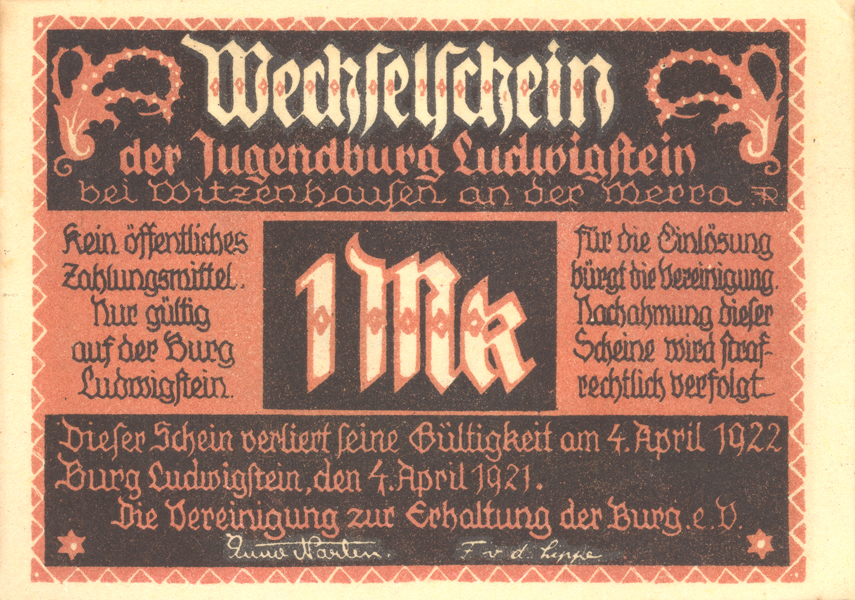 Wechselschein
der Jugendburg Ludwigstein
bei Witzenhausen an der Werra
Kein öffentliches
Zahlungsmittel.
Nur gültig
auf der Burg
Ludwigstein.
1 Mk
Für die Einlösung
bürgt die Vereinigung.
Nachahmung dieser
Scheine wird straf-
rechtlich verfolgt.
Dieser Schein verliert seine Gültigkeit am 4. April 1922
Burg Ludwigstein, den 4. April 1921.
Die Vereinigung zur Erhaltung der Burg. e. V.
F. v. d. Lippe